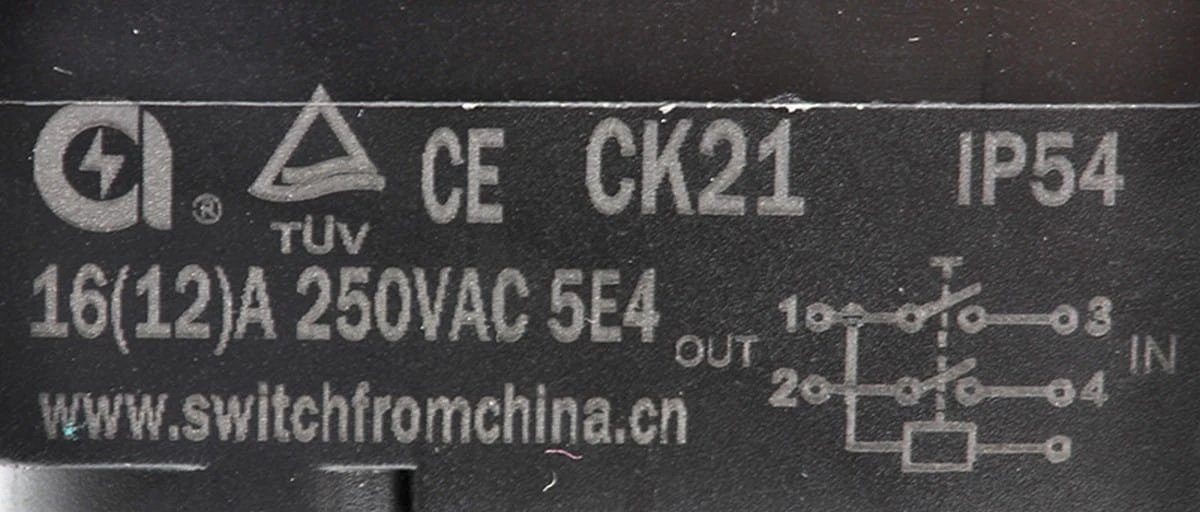 ® TÜV CE CK21 IP54
16(12)A 250VAC 5E4
OUT 1 3 IN
2 4
www.switchfromchina.cn